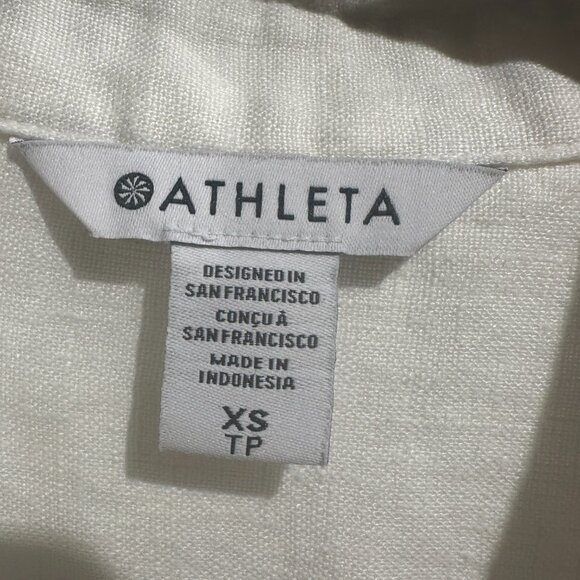 ATHLETA
DESIGNED IN
SAN FRANCISCO
CONÇU À
SAN FRANCISCO
MADE IN
INDONESIA
XS
TP